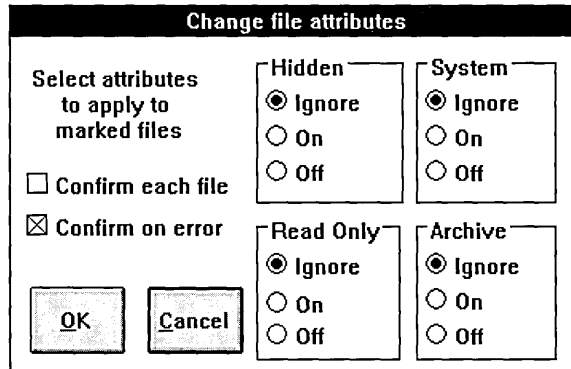 Change file attributes
Select attributes
to apply to
marked files
Confirm each file
Confirm on error
OK
Cancel
Hidden
Ignore
On
Off
System
Ignore
On
Off
Read Only
Ignore
On
Off
Archive
Ignore
On
Off